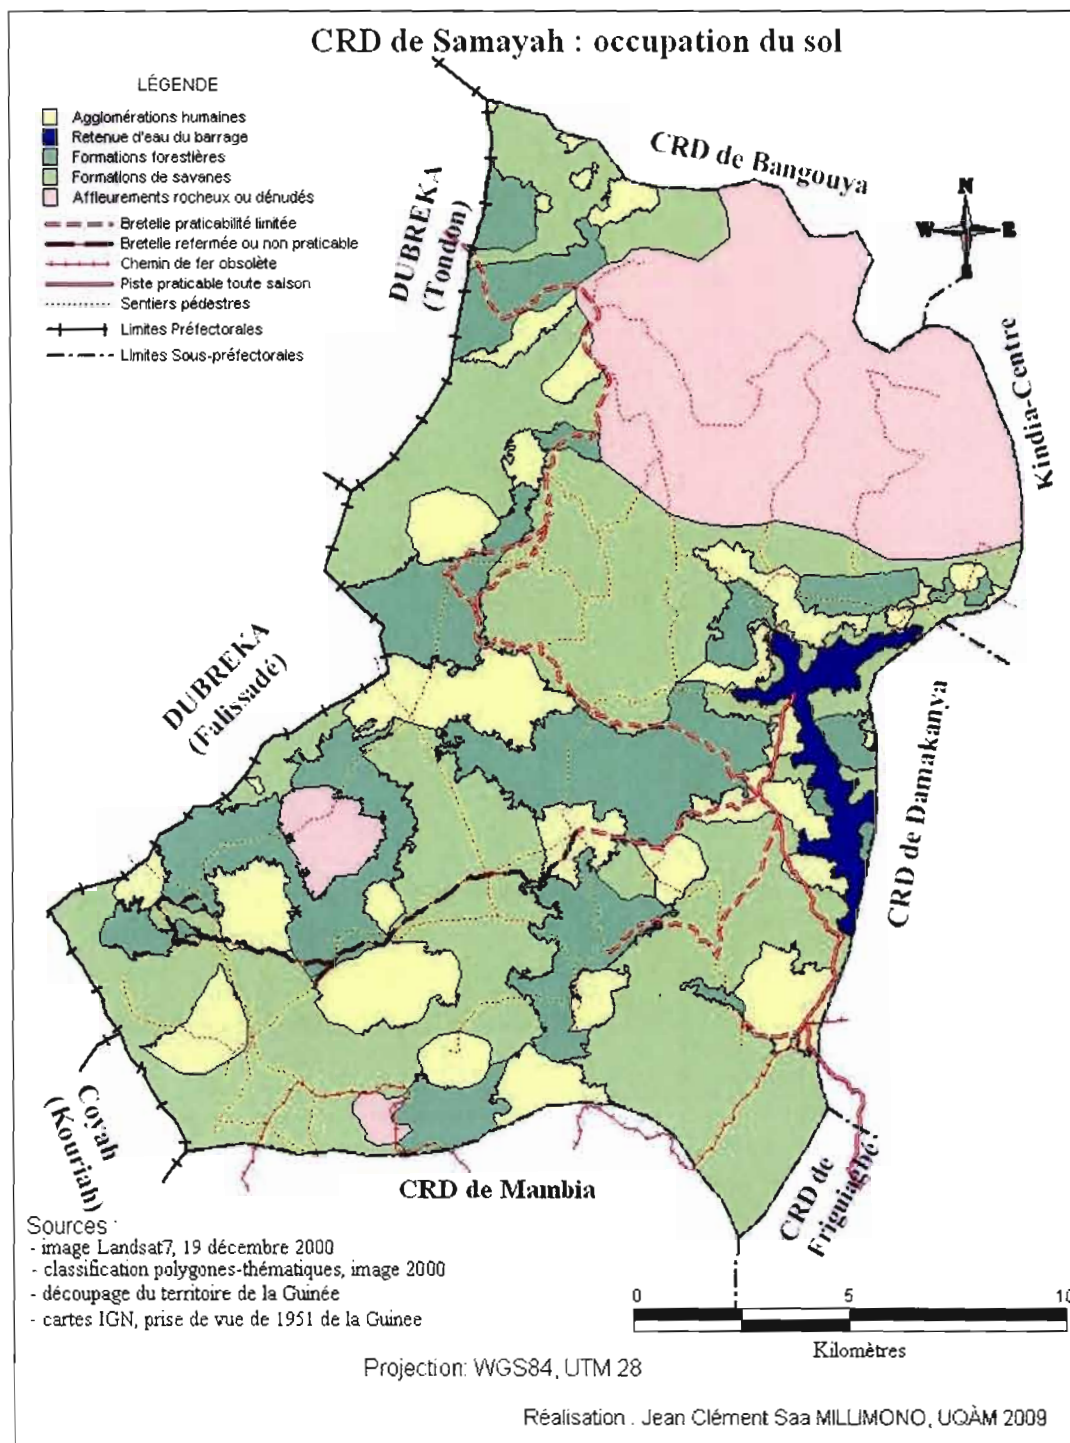 CRD de Samayah : occupation du sol
LÉGENDE
Agglomérations humaines
Retenue d'eau du barrage
Formations forestières
Formations de savanes
Affleurements rocheux ou dénudés
Bretelle praticabilité limitée
Bretelle refermée ou non praticable
Chemin de fer obsolète
Piste praticable toute saison
Sentiers pédestres
Limites Préfectorales
LImites Sous-préfectorales
CRD de Bangouya
DUBREKA
(Tondon)
N
W E
S
Kindia-Centre
DUBREKA
(Falissadé)
CRD de Damakanya
Coyah
(Kouriah)
CRD de Mambia
CRD de
Friguiagbé
Sources :
- image Landsat7, 19 décembre 2000
- classification polygones-thématiques, image 2000
- découpage du territoire de la Guinée
- cartes IGN, prise de vue de 1951 de la Guinee
0 5 10
Kilomètres
Projection: WGS84, UTM 28
Réalisation : Jean Clément Saa MILLIMONO, UQÀM 2009